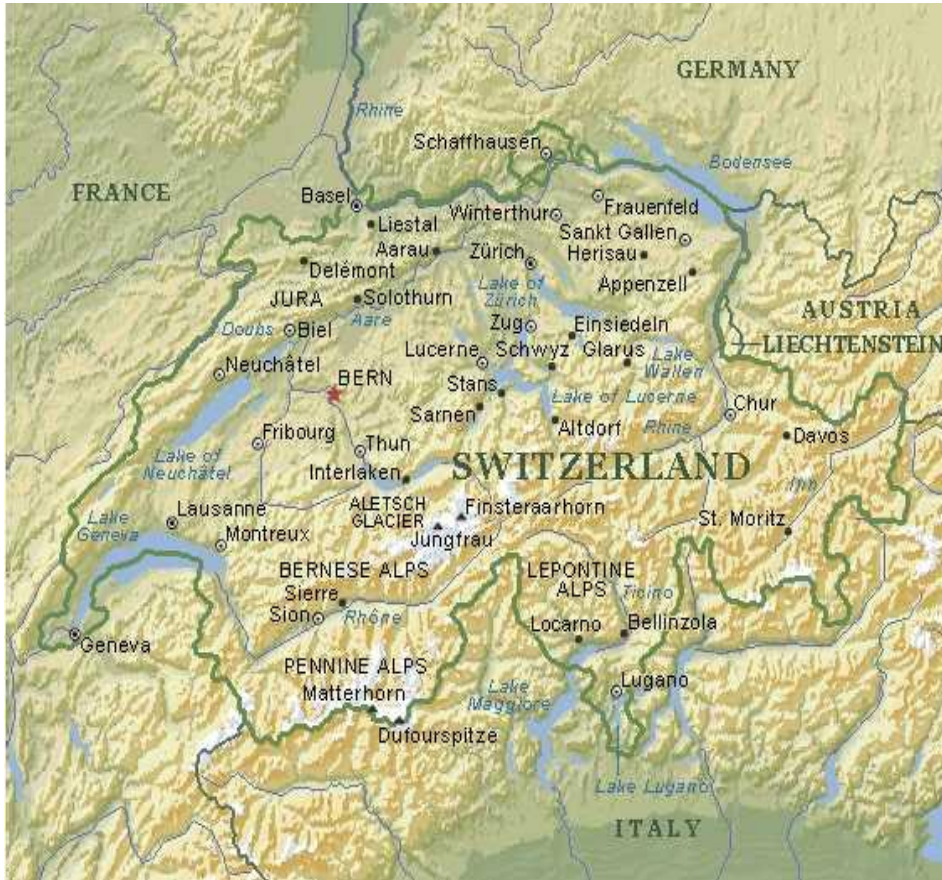 GERMANY
Rhine
Schaffhausen
Bodensee
FRANCE
Basel
Winterthur
Frauenfeld
Liestal
Sankt Gallen
Aarau
Zürich
Herisau
Delémont
Appenzell
Lake of
Zürich
JURA
Solothurn
AUSTRIA
Aare
Doubs
Biel
Zug
Einsiedeln
LIECHTENSTEIN
Lucerne
Schwyz
Glarus
Lake
Wallen
Neuchâtel
BERN
Stans
Lake of Lucerne
Sarnen
Chur
Altdorf
Rhine
Fribourg
Thun
Davos
Lake of
Neuchâtel
Interlaken
SWITZERLAND
Inn
ALETSCH
GLACIER
Finsteraarhorn
Lausanne
Lake
Geneva
Montreux
Jungfrau
St. Moritz
BERNESE ALPS
LEPONTINE
ALPS
Sierre
Ticino
Sion
Rhône
Locarno
Bellinzola
Geneva
PENNINE ALPS
Lugano
Matterhorn
Lake
Maggiore
Dufourspitze
Lake Lugano
ITALY